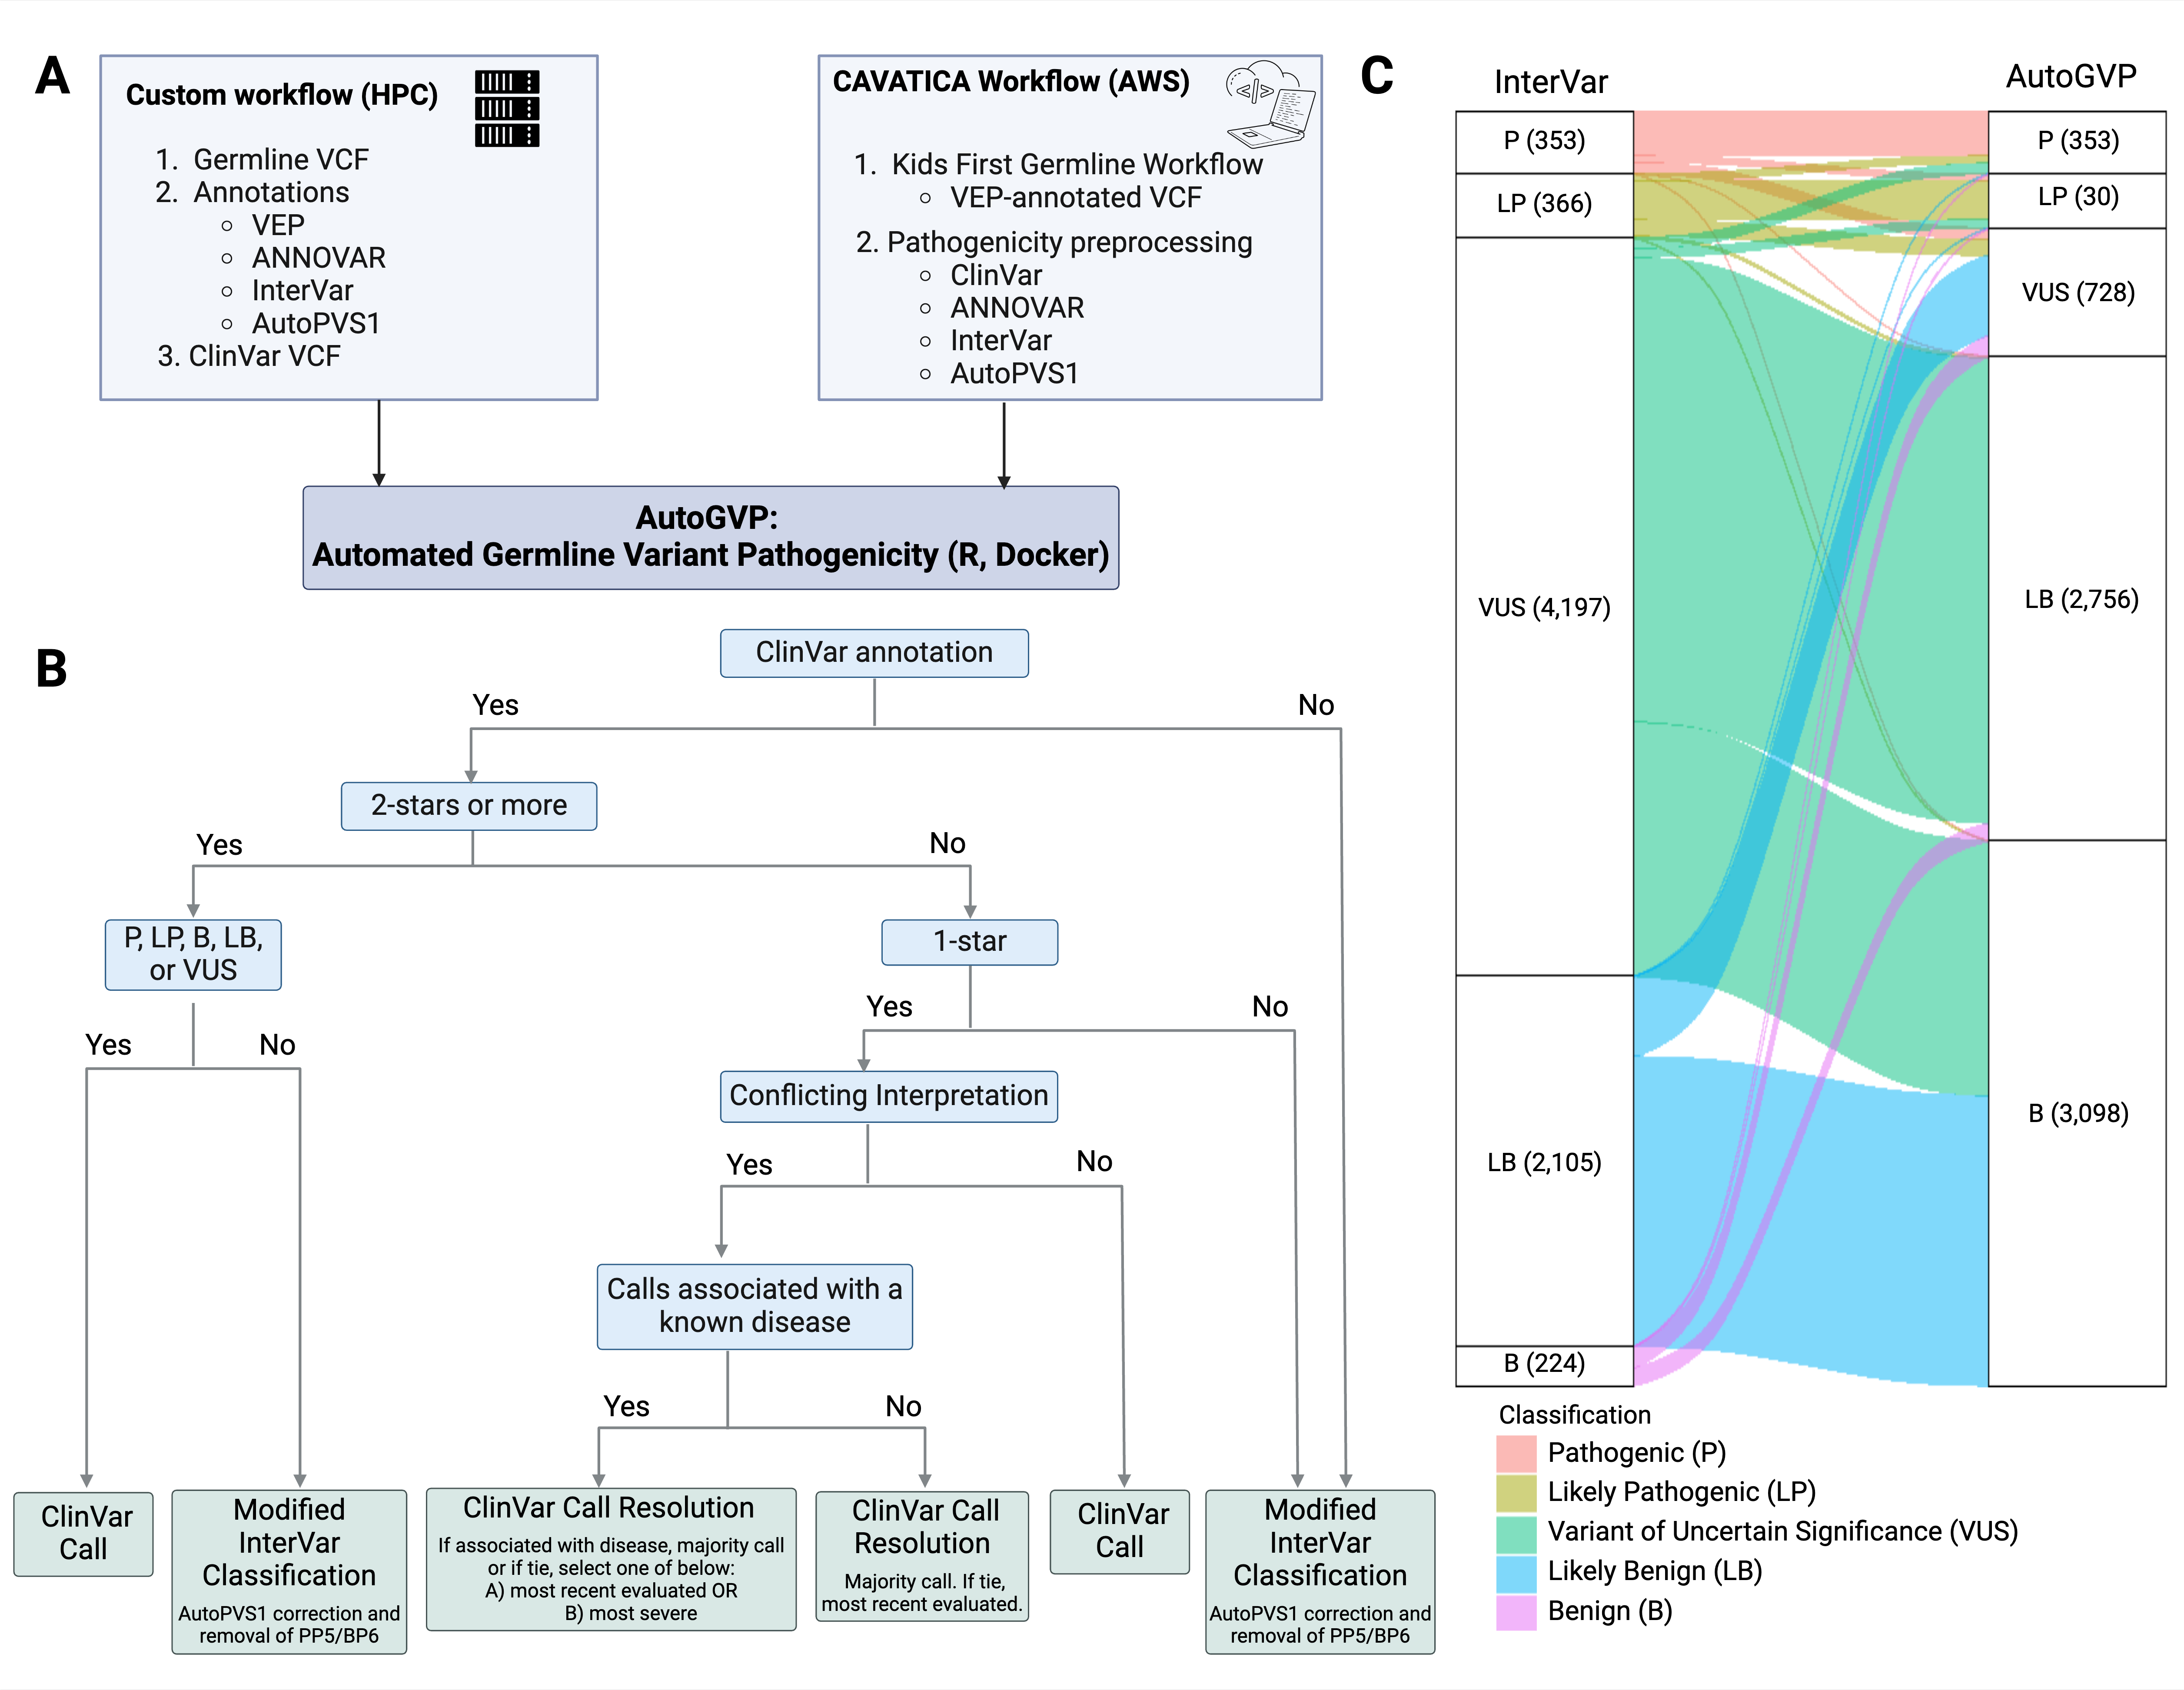 A
Custom workflow (HPC)
1. Germline VCF
2. Annotations
VEP
ANNOVAR
InterVar
AutoPVS1
3. ClinVar VCF
CAVATICA Workflow (AWS)
</>
1. Kids First Germline Workflow
VEP-annotated VCF
2. Pathogenicity preprocessing
ClinVar
ANNOVAR
InterVar
AutoPVS1
AutoGVP:
Automated Germline Variant Pathogenicity (R, Docker)
B
ClinVar annotation
Yes
No
2-stars or more
Yes
No
P, LP, B, LB,
or VUS
1-star
Yes
No
Yes
No
Conflicting Interpretation
Yes
No
Calls associated with a
known disease
Yes
No
ClinVar
Call
Modified
InterVar
Classification
AutoPVS1 correction and
removal of PP5/BP6
ClinVar Call Resolution
If associated with disease, majority call
or if tie, select one of below:
A) most recent evaluated OR
B) most severe
ClinVar Call
Resolution
Majority call. If tie,
most recent evaluated.
ClinVar
Call
Modified
InterVar
Classification
AutoPVS1 correction and
removal of PP5/BP6
C
InterVar
AutoGVP
P (353)
LP (366)
VUS (4,197)
LB (2,105)
B (224)
P (353)
LP (30)
VUS (728)
LB (2,756)
B (3,098)
Classification
Pathogenic (P)
Likely Pathogenic (LP)
Variant of Uncertain Significance (VUS)
Likely Benign (LB)
Benign (B)